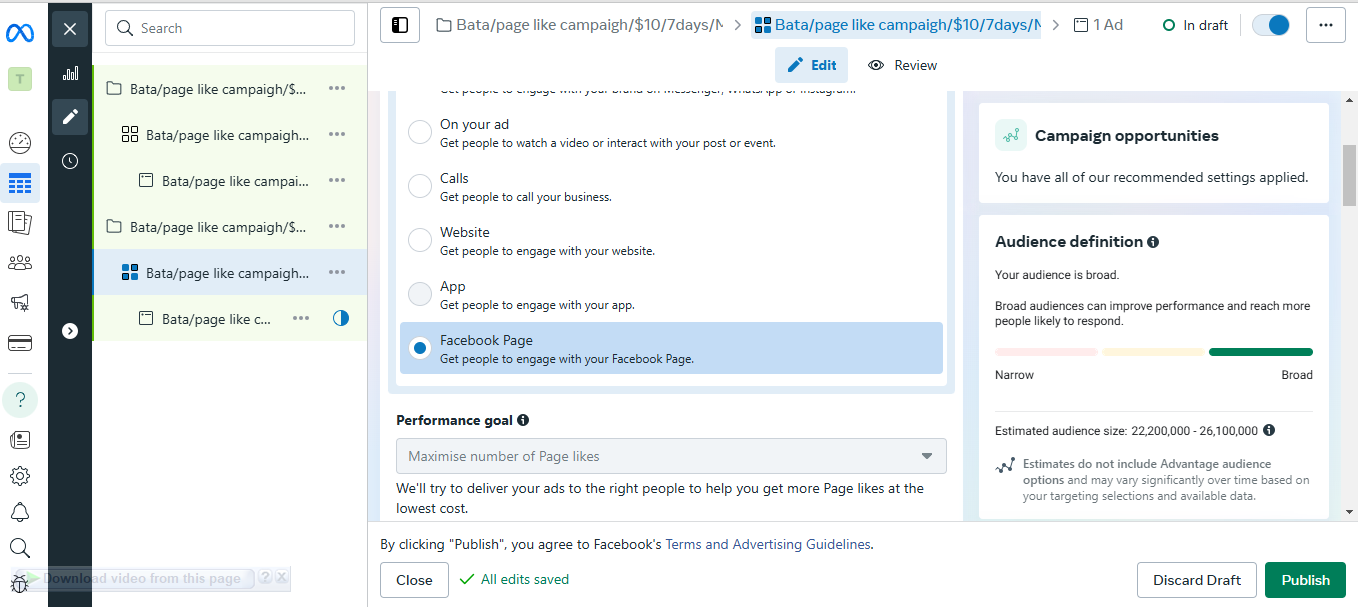 Search
Bata/page like campaigh/$10/7days/M
Bata/page like campaigh/$10/7days/M
1 Ad
In draft
Edit
Review
T
Bata/page like campaigh/$...
Bata/page like campaigh...
Bata/page like campai...
Bata/page like campaigh/$...
Bata/page like campaigh...
Bata/page like c...
Get people to engage with your brand on Messenger, WhatsApp or Instagram.
On your ad
Get people to watch a video or interact with your post or event.
Calls
Get people to call your business.
Website
Get people to engage with your website.
App
Get people to engage with your app.
Facebook Page
Get people to engage with your Facebook Page.
Performance goal
Maximise number of Page likes
We'll try to deliver your ads to the right people to help you get more Page likes at the
lowest cost.
Campaign opportunities
You have all of our recommended settings applied.
Audience definition
Your audience is broad.
Broad audiences can improve performance and reach more
people likely to respond.
Narrow
Broad
Estimated audience size: 22,200,000 - 26,100,000
Estimates do not include Advantage audience
options and may vary significantly over time based on
your targeting selections and available data.
By clicking "Publish", you agree to Facebook's Terms and Advertising Guidelines.
Close
All edits saved
Discard Draft
Publish
Download video from this page
? X